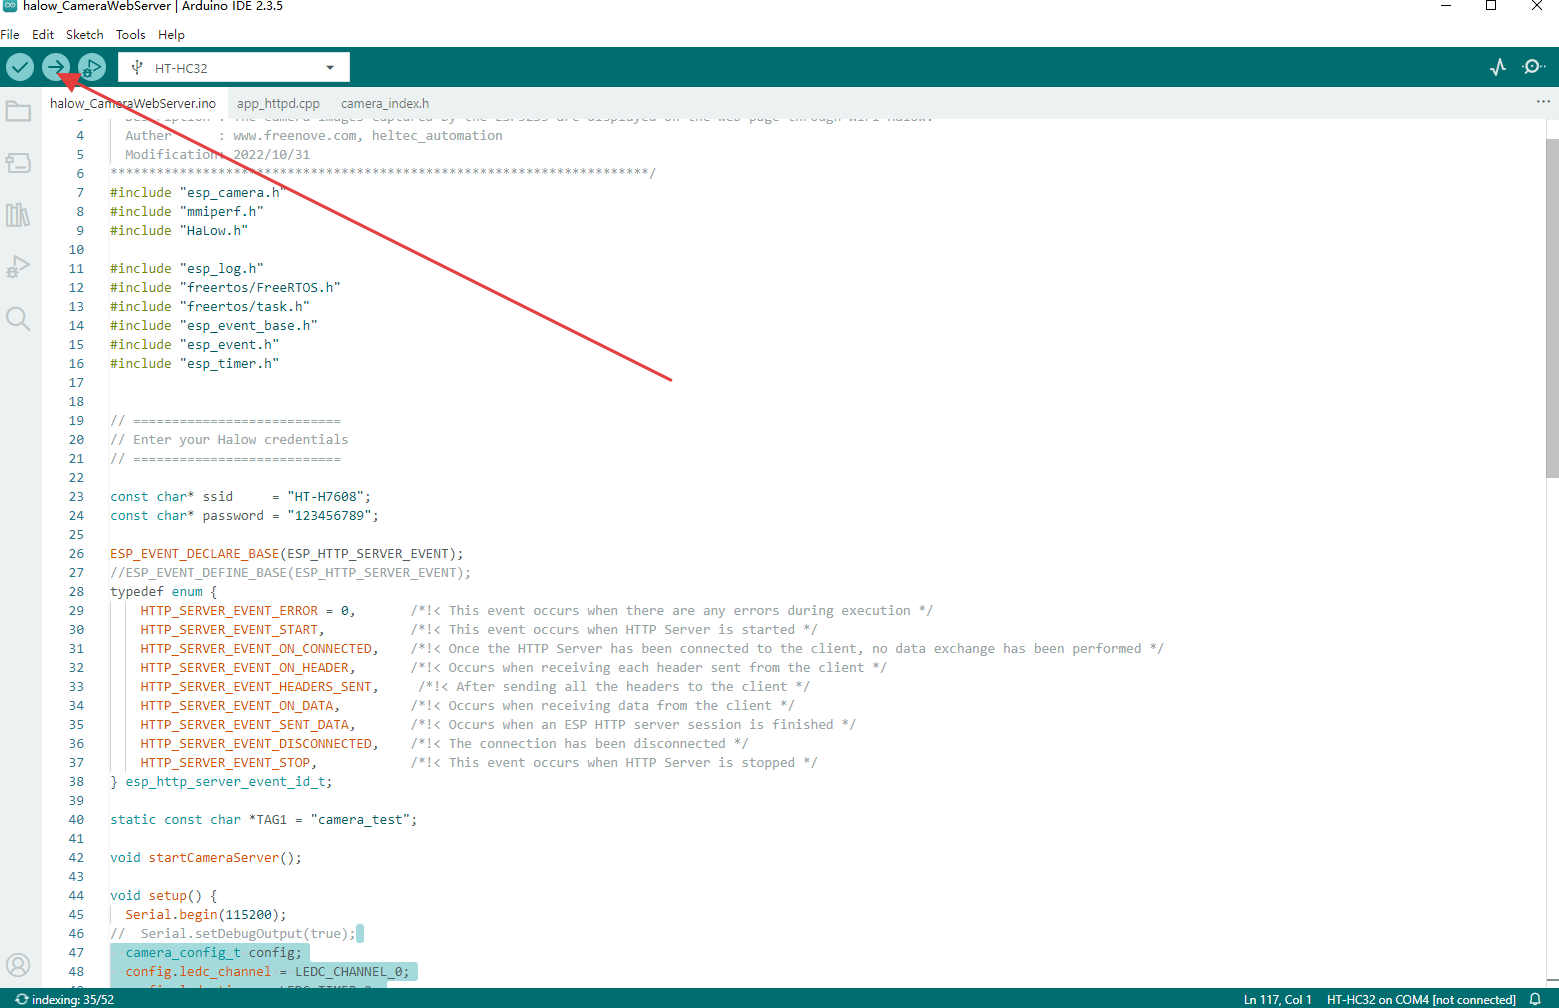 halow_CameraWebServer | Arduino IDE 2.3.5
File Edit Sketch Tools Help
HT-HC32
halow_CameraWebServer.ino app_httpd.cpp camera_index.h ...
4 Auther : www.freenove.com, heltec_automation
5 Modification: 2022/10/31
6 **********************************************************************/
7 #include "esp_camera.h"
8 #include "mmiperf.h"
9 #include "HaLow.h"
10
11 #include "esp_log.h"
12 #include "freertos/FreeRTOS.h"
13 #include "freertos/task.h"
14 #include "esp_event_base.h"
15 #include "esp_event.h"
16 #include "esp_timer.h"
17
18
19 // ===========================
20 // Enter your Halow credentials
21 // ===========================
22
23 const char* ssid     = "HT-H7608";
24 const char* password = "123456789";
25
26 ESP_EVENT_DECLARE_BASE(ESP_HTTP_SERVER_EVENT);
27 //ESP_EVENT_DEFINE_BASE(ESP_HTTP_SERVER_EVENT);
28 typedef enum {
29 HTTP_SERVER_EVENT_ERROR = 0, /*!< This event occurs when there are any errors during execution */
30 HTTP_SERVER_EVENT_START, /*!< This event occurs when HTTP Server is started */
31 HTTP_SERVER_EVENT_ON_CONNECTED, /*!< Once the HTTP Server has been connected to the client, no data exchange has been performed */
32 HTTP_SERVER_EVENT_ON_HEADER, /*!< Occurs when receiving each header sent from the client */
33 HTTP_SERVER_EVENT_HEADERS_SENT, /*!< After sending all the headers to the client */
34 HTTP_SERVER_EVENT_ON_DATA, /*!< Occurs when receiving data from the client */
35 HTTP_SERVER_EVENT_SENT_DATA, /*!< Occurs when an ESP HTTP server session is finished */
36 HTTP_SERVER_EVENT_DISCONNECTED, /*!< The connection has been disconnected */
37 HTTP_SERVER_EVENT_STOP, /*!< This event occurs when HTTP Server is stopped */
38 } esp_http_server_event_id_t;
39
40 static const char *TAG1 = "camera_test";
41
42 void startCameraServer();
43
44 void setup() {
45 Serial.begin(115200);
46 //  Serial.setDebugOutput(true);
47 camera_config_t config;
48 config.ledc_channel = LEDC_CHANNEL_0;
indexing: 35/52 Ln 117, Col 1 HT-HC32 on COM4 [not connected]